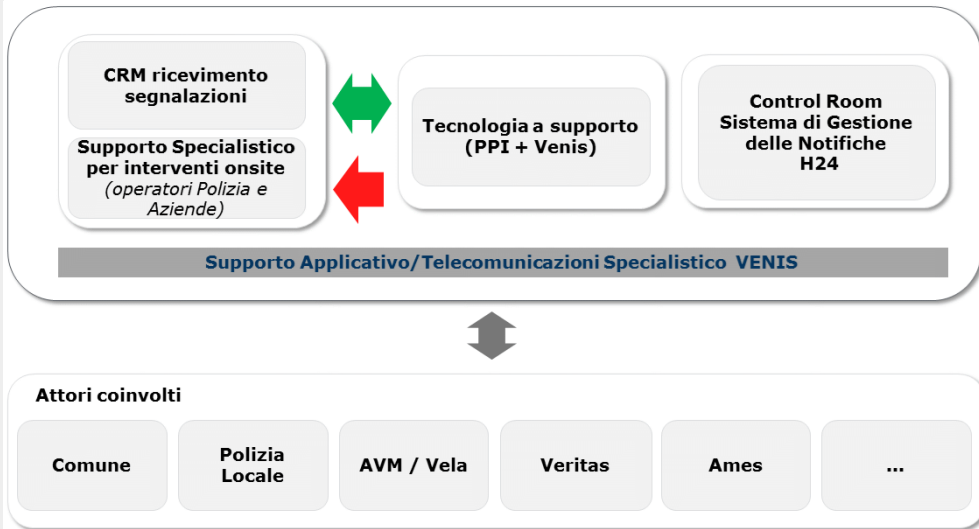 CRM ricevimento
segnalazioni
Supporto Specialistico
per interventi onsite
(operatori Polizia e
Aziende)
Tecnologia a supporto
(PPI + Venis)
Control Room
Sistema di Gestione
delle Notifiche
H24
Supporto Applicativo/Telecomunicazioni Specialistico VENIS
Attori coinvolti
Comune
Polizia
Locale
AVM / Vela
Veritas
Ames
...